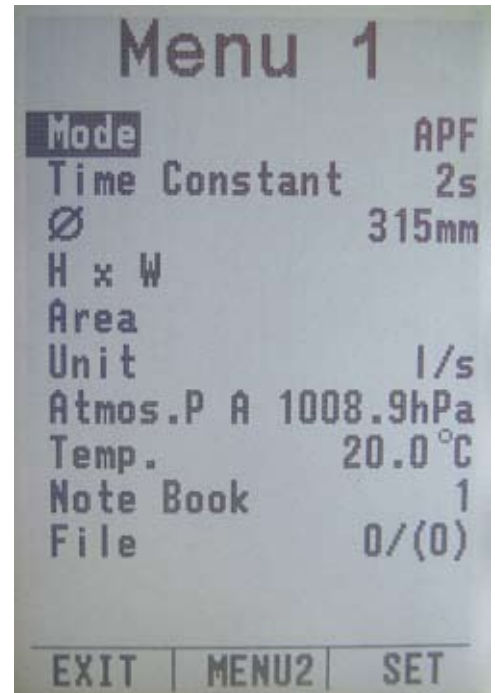 Menu 1
Mode APF
Time Constant 2s
Ø 315mm
H x W
Area
Unit l/s
Atmos.P A 1008.9hPa
Temp. 20.0°C
Note Book 1
File 0/(0)
EXIT MENU2 SET